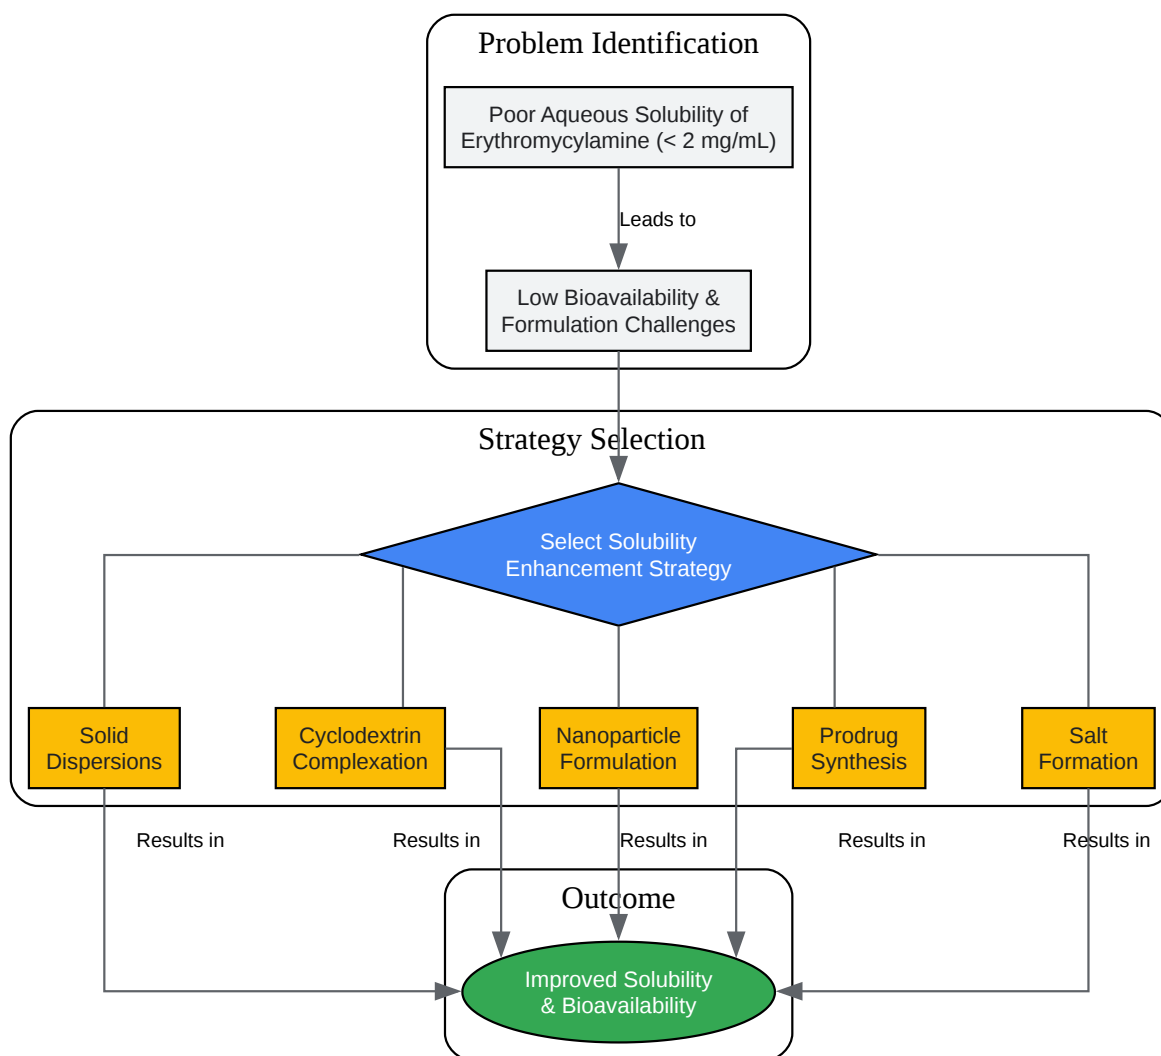 Problem Identification
Poor Aqueous Solubility of
Erythromycylamine (< 2 mg/mL)
Leads to
Low Bioavailability &
Formulation Challenges
Strategy Selection
Select Solubility
Enhancement Strategy
Solid
Dispersions
Cyclodextrin
Complexation
Nanoparticle
Formulation
Prodrug
Synthesis
Salt
Formation
Results in
Results in
Results in
Results in
Results in
Outcome
Improved Solubility
& Bioavailability